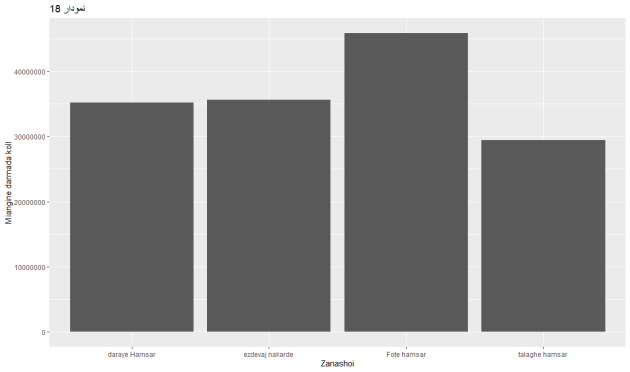 نمودار 18
Miangine darmada koll
40000000
30000000
20000000
10000000
0
daraye Hamsar
ezdevaj nakarde
Fote hamsar
talaghe hamsar
Zanashoi